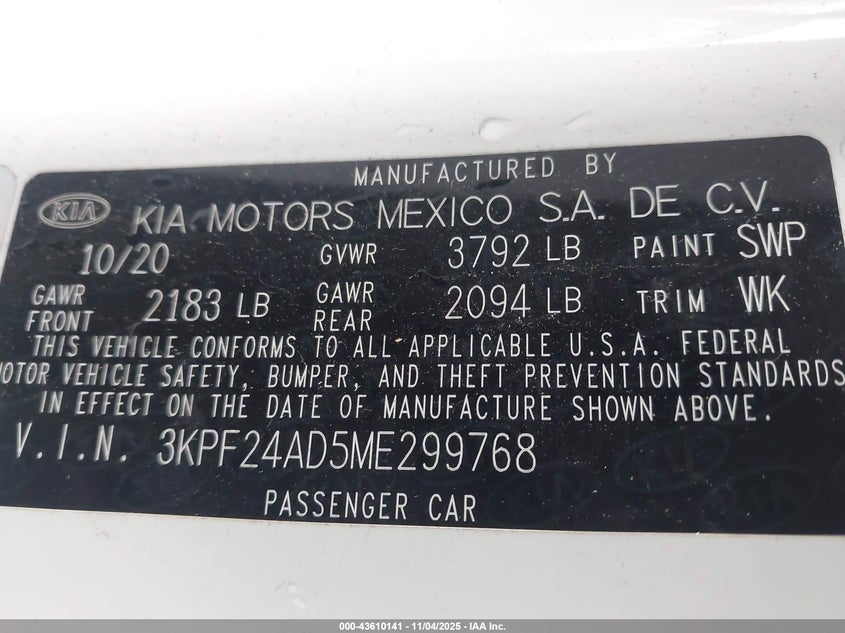 MANUFACTURED BY
KIA KIA MOTORS MEXICO S.A. DE C.V.
10/20 GVWR 3792 LB PAINT SWP
GAWR FRONT 2183 LB GAWR REAR 2094 LB TRIM WK
THIS VEHICLE CONFORMS TO ALL APPLICABLE U.S.A. FEDERAL
MOTOR VEHICLE SAFETY, BUMPER, AND THEFT PREVENTION STANDARDS
IN EFFECT ON THE DATE OF MANUFACTURE SHOWN ABOVE.
V.I.N. 3KPF24AD5ME299768
PASSENGER CAR
000-43610141 - 11/04/2025 - IAA Inc.